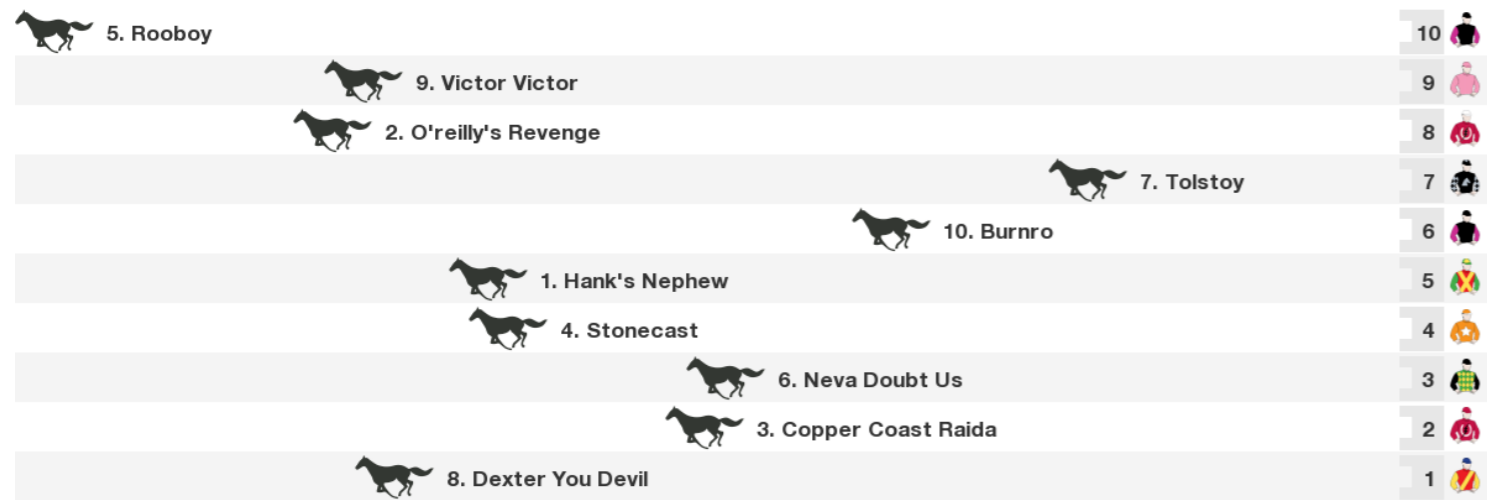 5. Rooboy 10
9. Victor Victor 9
2. O'reilly's Revenge 8
7. Tolstoy 7
10. Burnro 6
1. Hank's Nephew 5
4. Stonecast 4
6. Neva Doubt Us 3
3. Copper Coast Raida 2
8. Dexter You Devil 1